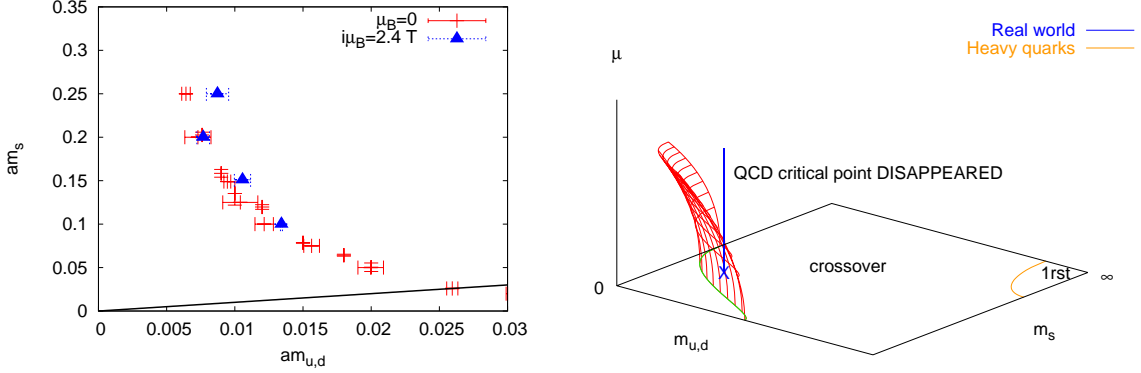 μB=0
iμB=2.4 T
0.35
0.3
0.25
0.2
0.15
0.1
0.05
0
ams
0
0.005
0.01
0.015
0.02
0.025
0.03
amu,d
Real world
Heavy quarks
μ
QCD critical point DISAPPEARED
crossover
1rst
0
∞
mu,d
ms